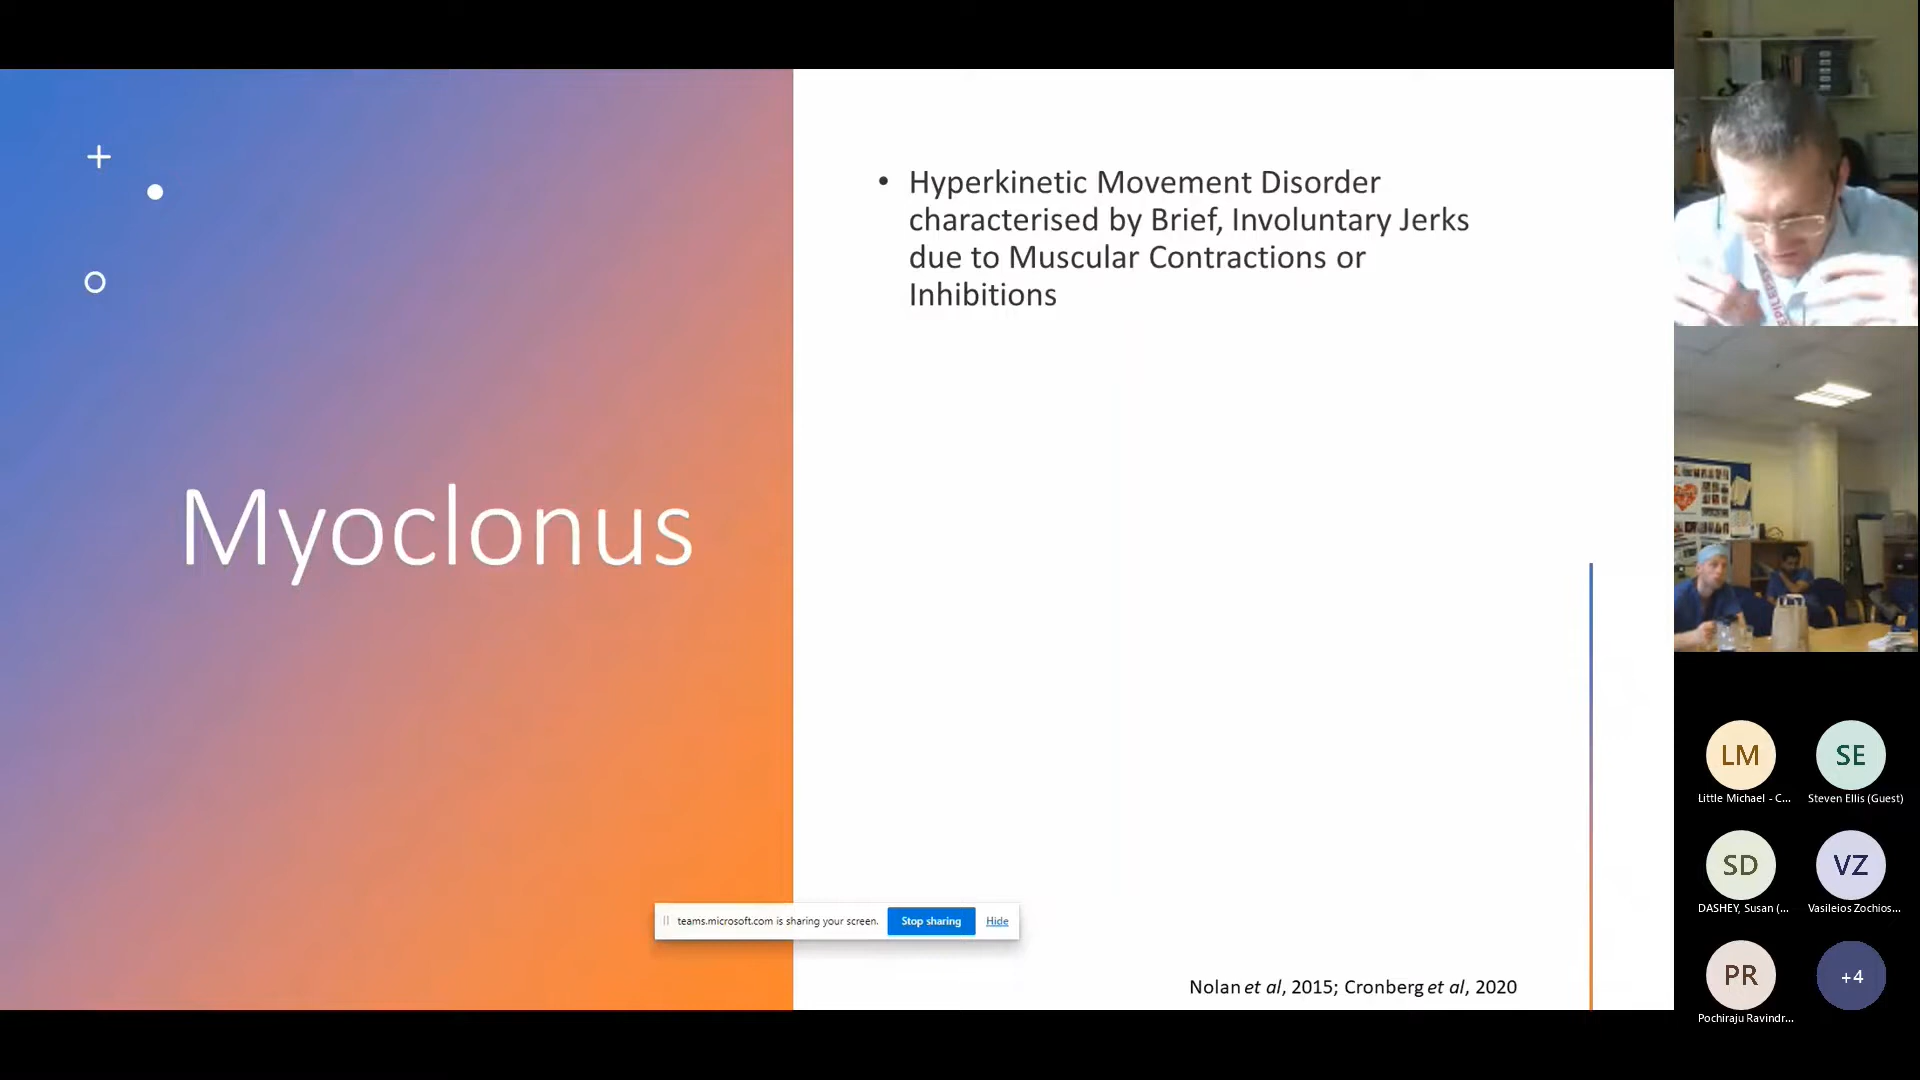 Myoclonus
• Hyperkinetic Movement Disorder
characterised by Brief, Involuntary Jerks
due to Muscular Contractions or
Inhibitions
teams.microsoft.com is sharing your screen. Stop sharing Hide
Nolan et al, 2015; Cronberg et al, 2020
LM SE
Little Michael - C... Steven Ellis (Guest)
SD VZ
DASHEY, Susan (... Vasileios Zochios...
PR +4
Pochiraju Ravindr...